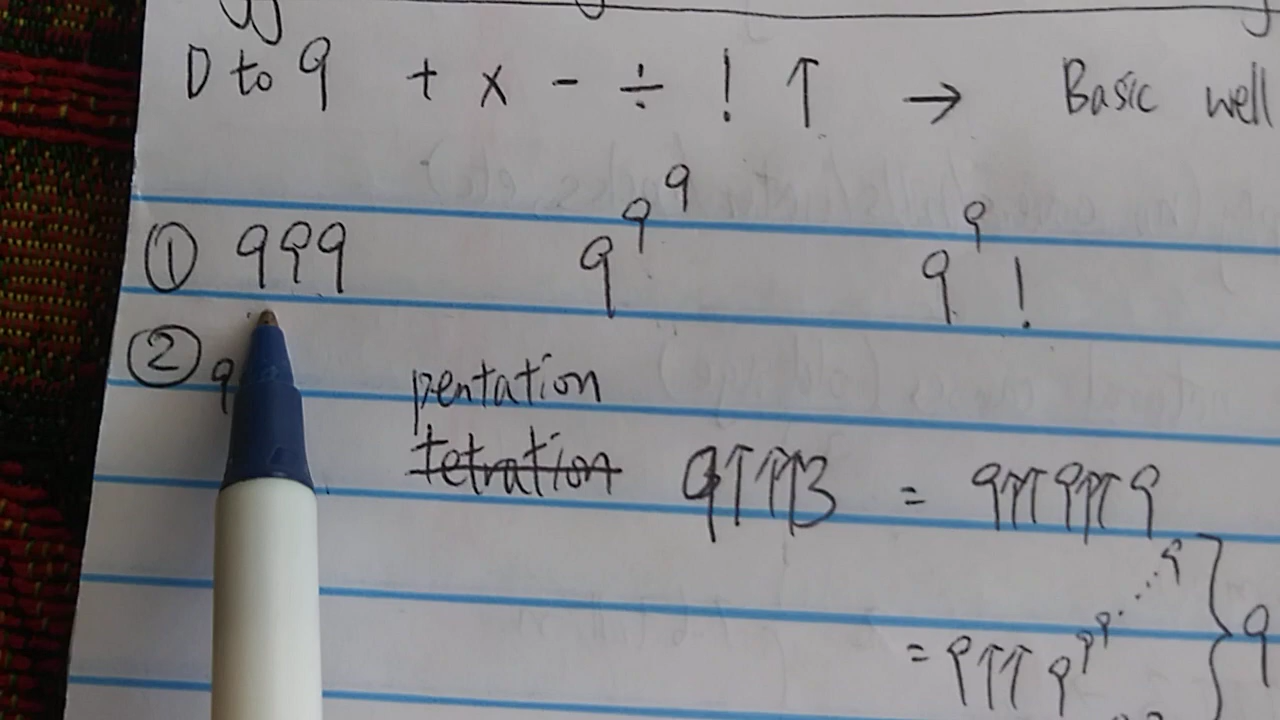 0 to 9 + x - ÷ ! ↑ → Basic well
① 999 9^9^9 9^9!
② 9 pentation
tetration 9↑↑↑3 = 9↑↑9↑↑9
= 9↑↑9^9^9^...^9 } 9